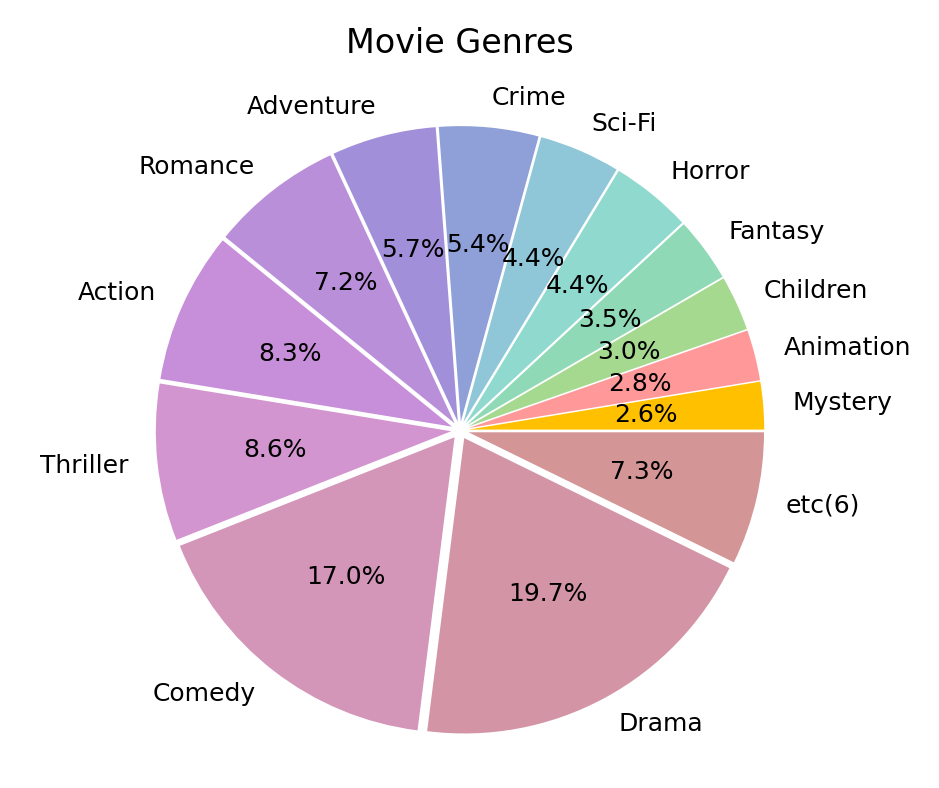 Movie Genres
Crime
Adventure
Sci-Fi
Romance
Horror
Fantasy
5.7%
5.4%
4.4%
7.2%
4.4%
Action
Children
3.5%
8.3%
3.0%
Animation
2.8%
Mystery
2.6%
Thriller
8.6%
7.3%
etc(6)
17.0%
19.7%
Comedy
Drama